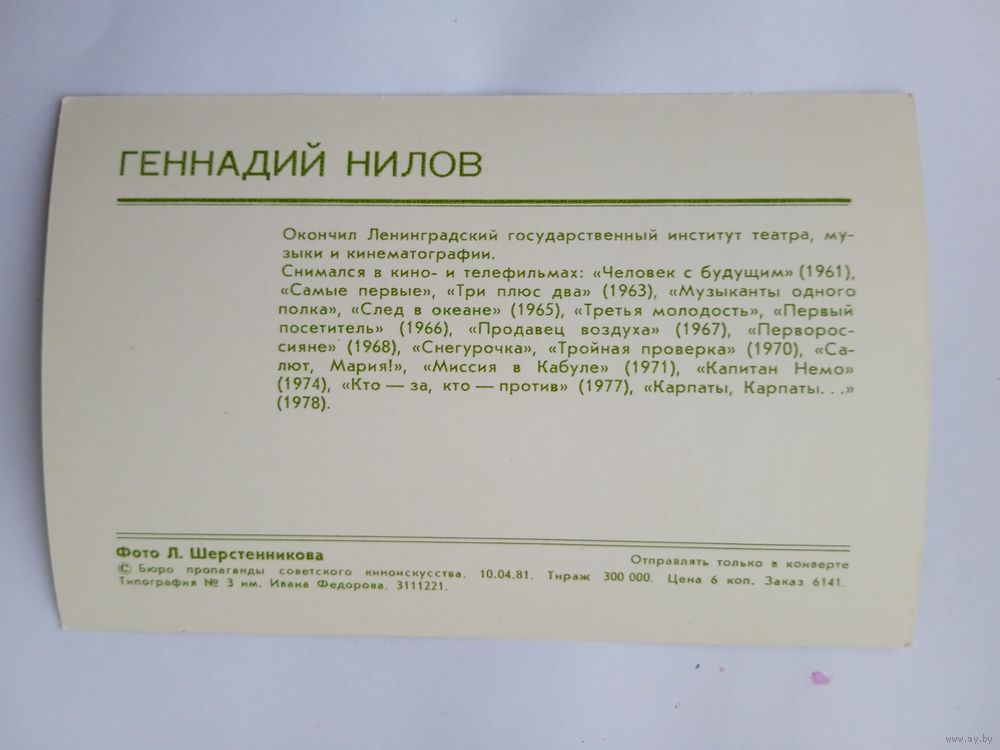 ГЕННАДИЙ НИЛОВ
Окончил Ленинградский государственный институт театра, му-
зыки и кинематографии.
Снимался в кино- и телефильмах: «Человек с будущим» (1961),
«Самые первые», «Три плюс два» (1963), «Музыканты одного
полка», «След в океане» (1965), «Третья молодость», «Первый
посетитель» (1966), «Продавец воздуха» (1967), «Перворос-
сияне» (1968), «Снегурочка», «Тройная проверка» (1970), «Са-
лют, Мария!», «Миссия в Кабуле» (1971), «Капитан Немо»
(1974), «Кто — за, кто — против» (1977), «Карпаты, Карпаты...»
(1978).
Фото Л. Шерстенникова
Отправлять только в конверте
© Бюро пропаганды советского киноискусства. 10.04.81. Тираж 300 000. Цена 6 коп. Заказ 6141.
Типография № 3 им. Ивана Федорова. 3111221.
www.ay.by